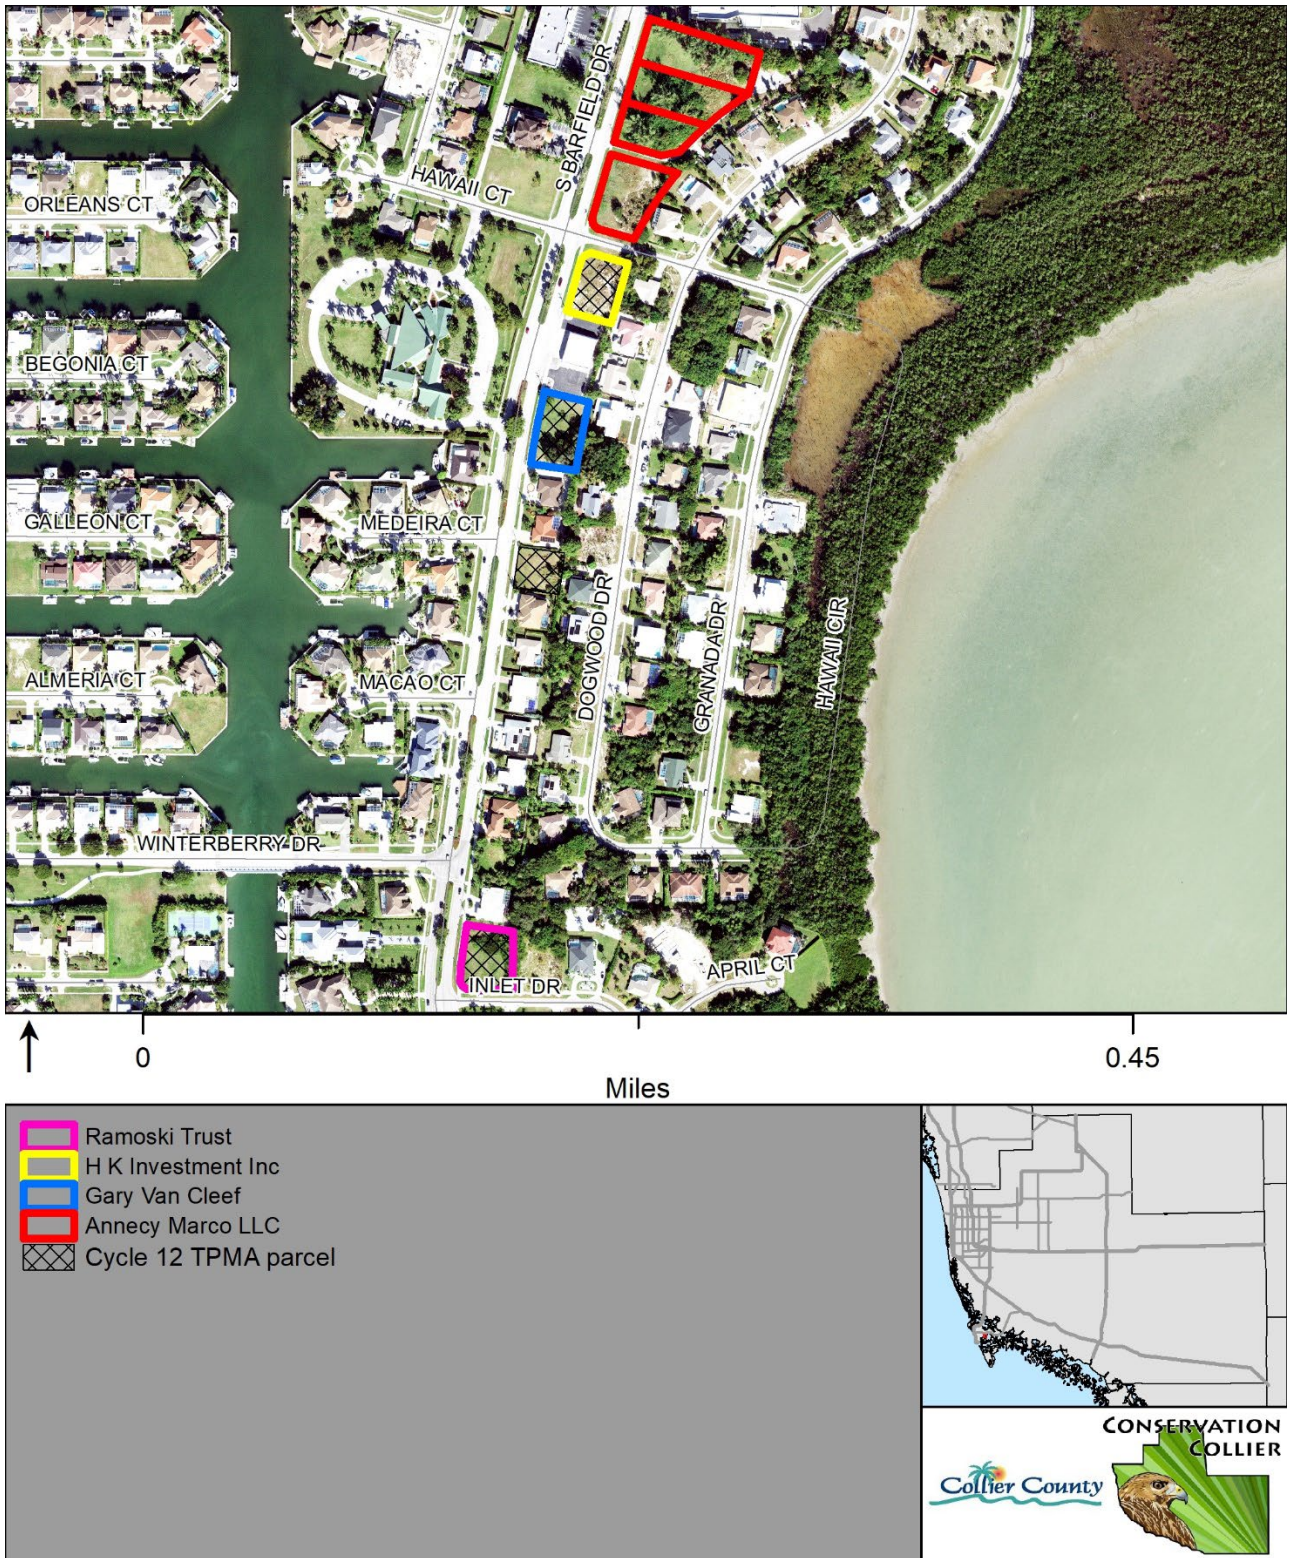 S BARFIELD DR
HAWAII CT
ORLEANS CT
BEGONIA CT
GALLEON CT
MEDEIRA CT
DOGWOOD DR
GRANADA DR
HAWAII CIR
ALMERIA CT
MACAO CT
WINTERBERRY DR
APRIL CT
INLET DR
0
0.45
Miles
Ramoski Trust
H K Investment Inc
Gary Van Cleef
Annecy Marco LLC
Cycle 12 TPMA parcel
CONSERVATION
COLLIER
Collier County